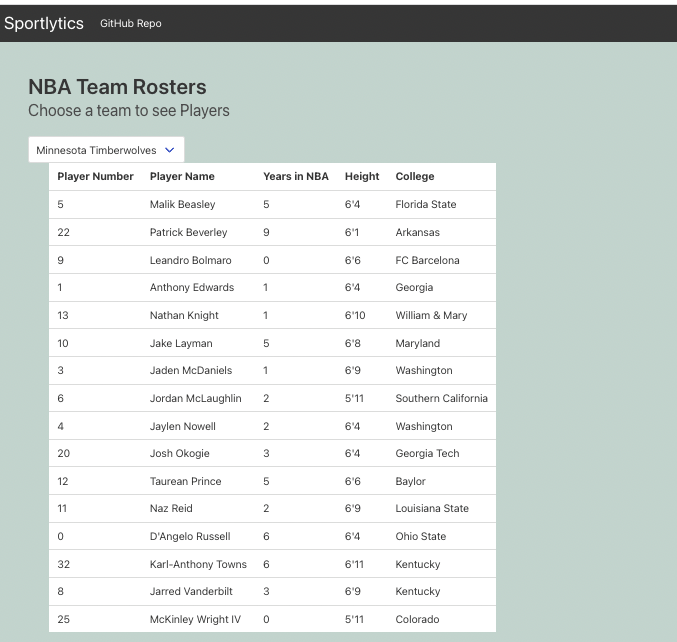 Sportlytics GitHub Repo
NBA Team Rosters
Choose a team to see Players
Minnesota Timberwolves
Player Number Player Name Years in NBA Height College
5 Malik Beasley 5 6'4 Florida State
22 Patrick Beverley 9 6'1 Arkansas
9 Leandro Bolmaro 0 6'6 FC Barcelona
1 Anthony Edwards 1 6'4 Georgia
13 Nathan Knight 1 6'10 William & Mary
10 Jake Layman 5 6'8 Maryland
3 Jaden McDaniels 1 6'9 Washington
6 Jordan McLaughlin 2 5'11 Southern California
4 Jaylen Nowell 2 6'4 Washington
20 Josh Okogie 3 6'4 Georgia Tech
12 Taurean Prince 5 6'6 Baylor
11 Naz Reid 2 6'9 Louisiana State
0 D'Angelo Russell 6 6'4 Ohio State
32 Karl-Anthony Towns 6 6'11 Kentucky
8 Jarred Vanderbilt 3 6'9 Kentucky
25 McKinley Wright IV 0 5'11 Colorado